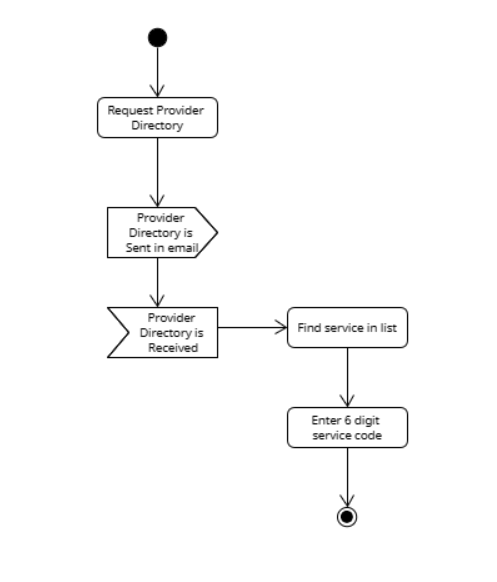 Request Provider
Directory
Provider
Directory is
Sent in email
Provider
Directory is
Received
Find service in list
Enter 6 digit
service code